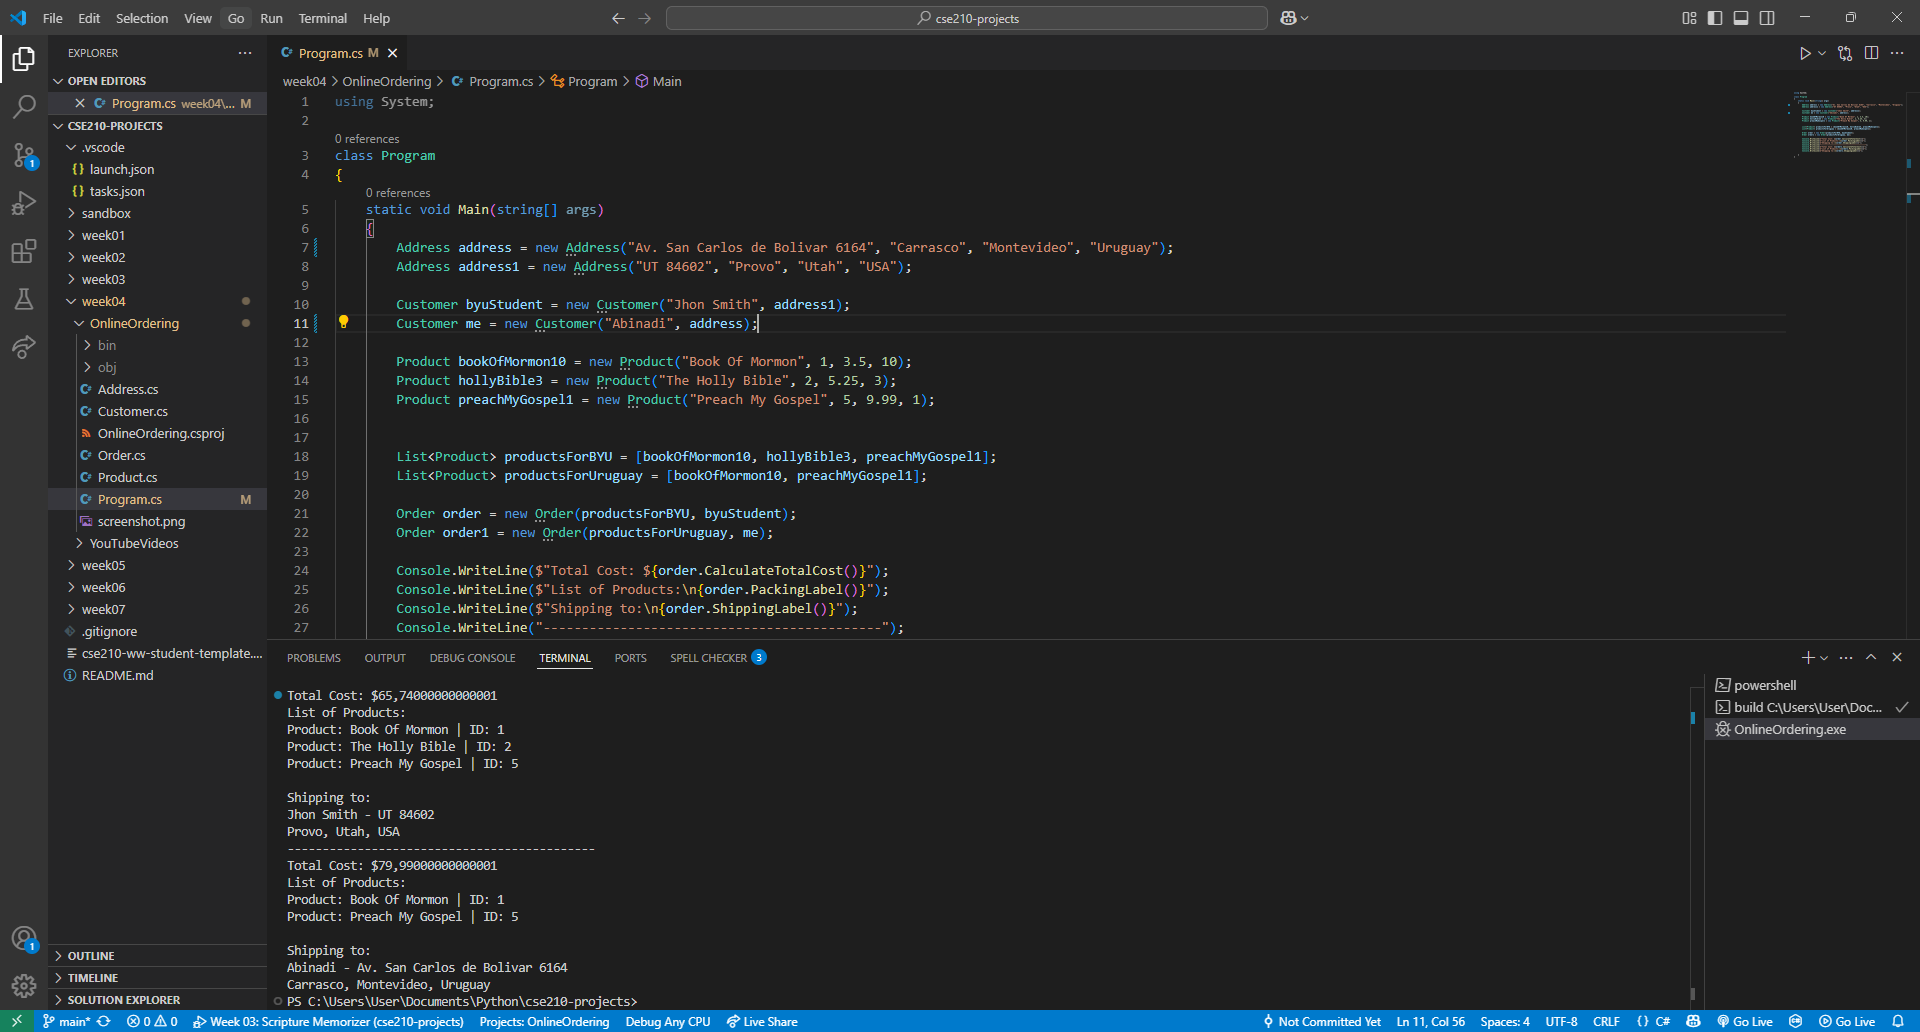 File Edit Selection View Go Run Terminal Help
cse210-projects
EXPLORER
OPEN EDITORS
Program.cs week04\... M
CSE210-PROJECTS
.vscode
launch.json
tasks.json
sandbox
week01
week02
week03
week04
OnlineOrdering
bin
obj
Address.cs
Customer.cs
OnlineOrdering.csproj
Order.cs
Product.cs
Program.cs M
screenshot.png
YouTubeVideos
week05
week06
week07
.gitignore
cse210-ww-student-template....
README.md
OUTLINE
TIMELINE
SOLUTION EXPLORER
1
1
Program.cs M
week04 > OnlineOrdering > Program.cs > Program > Main
1 using System;
2
0 references
3 class Program
4 {
0 references
5 static void Main(string[] args)
6 {
7 Address address = new Address("Av. San Carlos de Bolivar 6164", "Carrasco", "Montevideo", "Uruguay");
8 Address address1 = new Address("UT 84602", "Provo", "Utah", "USA");
9
10 Customer byuStudent = new Customer("Jhon Smith", address1);
11 Customer me = new Customer("Abinadi", address);
12
13 Product bookOfMormon10 = new Product("Book Of Mormon", 1, 3.5, 10);
14 Product hollyBible3 = new Product("The Holly Bible", 2, 5.25, 3);
15 Product preachMyGospel1 = new Product("Preach My Gospel", 5, 9.99, 1);
16
17
18 List<Product> productsForBYU = [bookOfMormon10, hollyBible3, preachMyGospel1];
19 List<Product> productsForUruguay = [bookOfMormon10, preachMyGospel1];
20
21 Order order = new Order(productsForBYU, byuStudent);
22 Order order1 = new Order(productsForUruguay, me);
23
24 Console.WriteLine($"Total Cost: ${order.CalculateTotalCost()}");
25 Console.WriteLine($"List of Products:\n{order.PackingLabel()}");
26 Console.WriteLine($"Shipping to:\n{order.ShippingLabel()}");
27 Console.WriteLine("--------------------------------------------");
PROBLEMS OUTPUT DEBUG CONSOLE TERMINAL PORTS SPELL CHECKER 3
Total Cost: $65,74000000000001
List of Products:
Product: Book Of Mormon | ID: 1
Product: The Holly Bible | ID: 2
Product: Preach My Gospel | ID: 5
Shipping to:
Jhon Smith - UT 84602
Provo, Utah, USA
--------------------------------------------
Total Cost: $79,99000000000001
List of Products:
Product: Book Of Mormon | ID: 1
Product: Preach My Gospel | ID: 5
Shipping to:
Abinadi - Av. San Carlos de Bolivar 6164
Carrasco, Montevideo, Uruguay
PS C:\Users\User\Documents\Python\cse210-projects>
powershell
build C:\Users\User\Doc...
OnlineOrdering.exe
main* 0 0 Week 03: Scripture Memorizer (cse210-projects) Projects: OnlineOrdering Debug Any CPU Live Share Not Committed Yet Ln 11, Col 56 Spaces: 4 UTF-8 CRLF {} C# Go Live Go Live